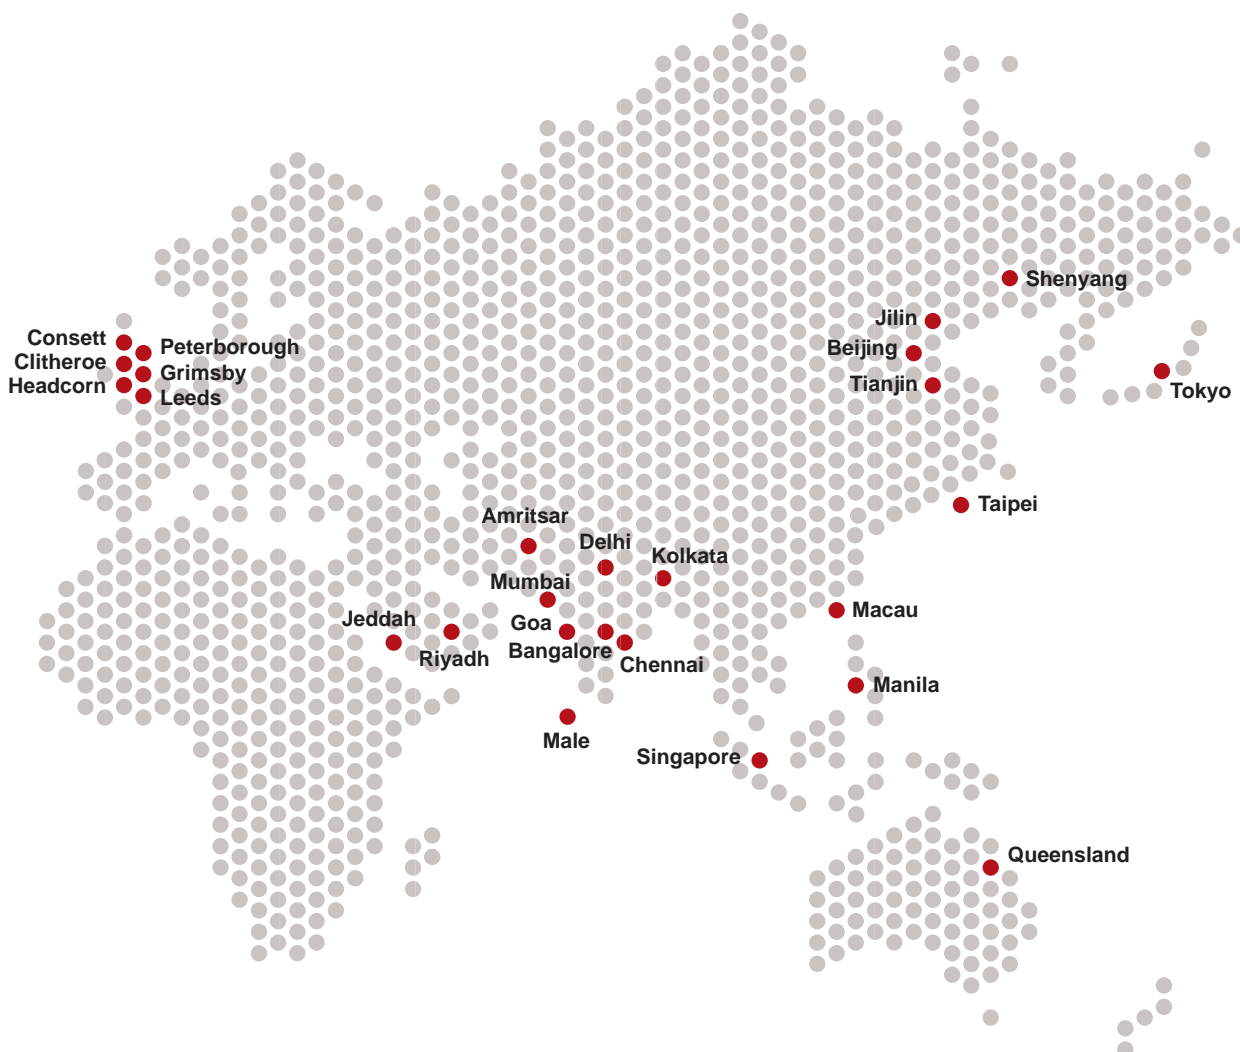 Shenyang
Jilin
Consett
Peterborough
Beijing
Clitheroe
Grimsby
Headcorn
Tianjin
Leeds
Tokyo
Taipei
Amritsar
Delhi
Kolkata
Mumbai
Macau
Jeddah
Goa
Bangalore
Riyadh
Chennai
Manila
Male
Singapore
Queensland